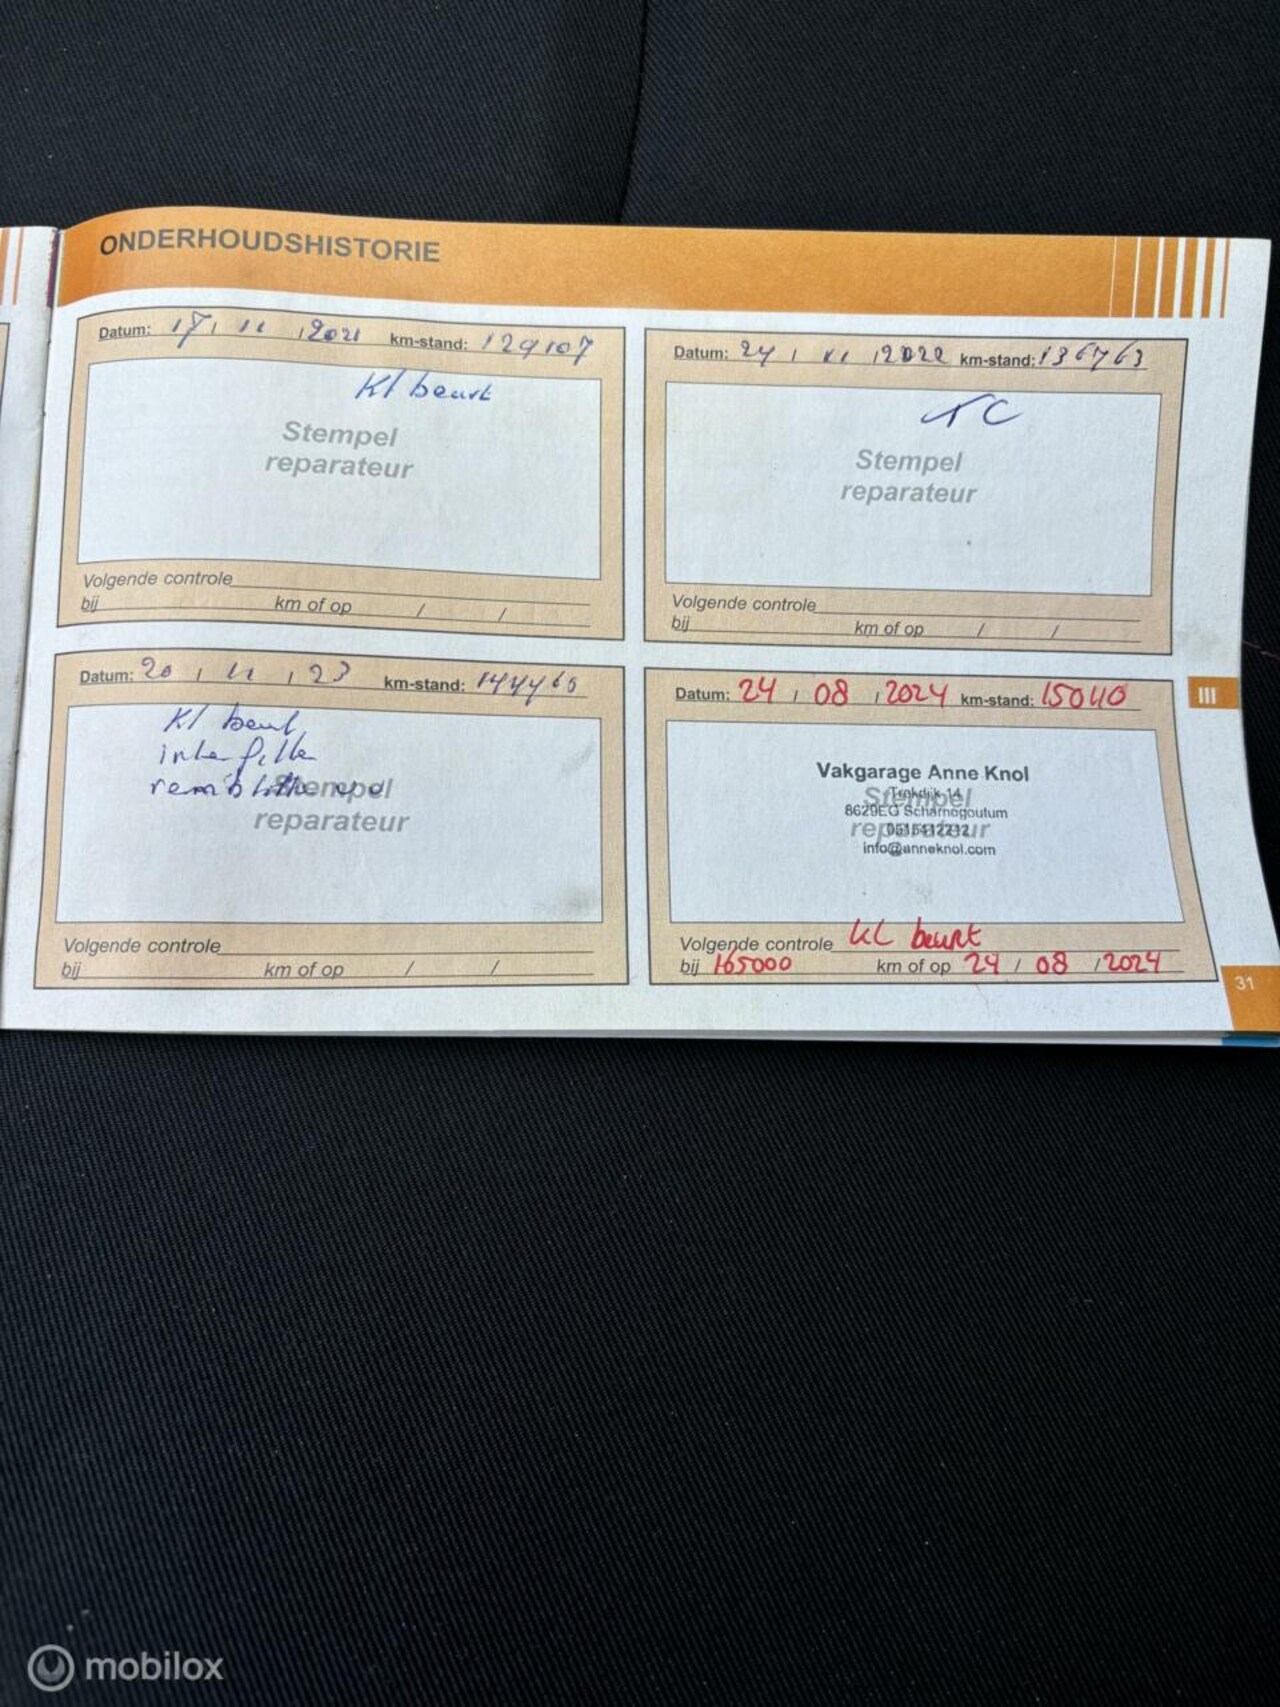 ONDERHOUDSHISTORIE
Datum: 17 / 11 / 2021 km-stand: 129107
Kl beurt
Stempel
reparateur
Volgende controle
bij km of op / /
Datum: 24 / 11 / 2022 km-stand: 136763
Stempel
reparateur
Volgende controle
bij km of op / /
Datum: 20 / 11 / 23 km-stand: 144460
Kl beurt
Stempel
reparateur
Volgende controle
bij km of op / /
Datum: 24 / 08 / 2024 km-stand: 150110
Vakgarage Anne Knol
Stempel
8629EG Scharnegoutum
reparateur
0515412212
info@anneknol.com
Volgende controle KL beurt
bij 165000 km of op 24 / 08 / 2024
III
31
mobilox